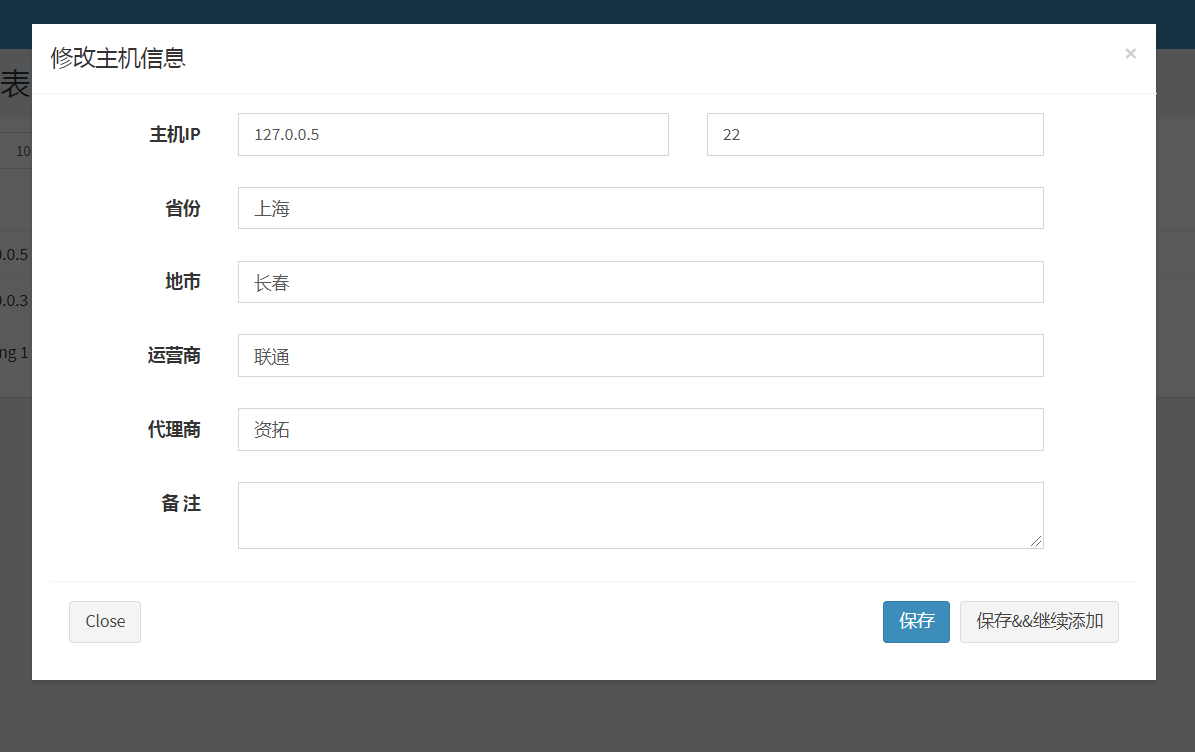 修改主机信息
×
表
主机IP 127.0.0.5 22
10
省份 上海
.0.5
地市 长春
.0.3
运营商 联通
ng 1
代理商 资拓
备 注
Close 保存 保存&&继续添加